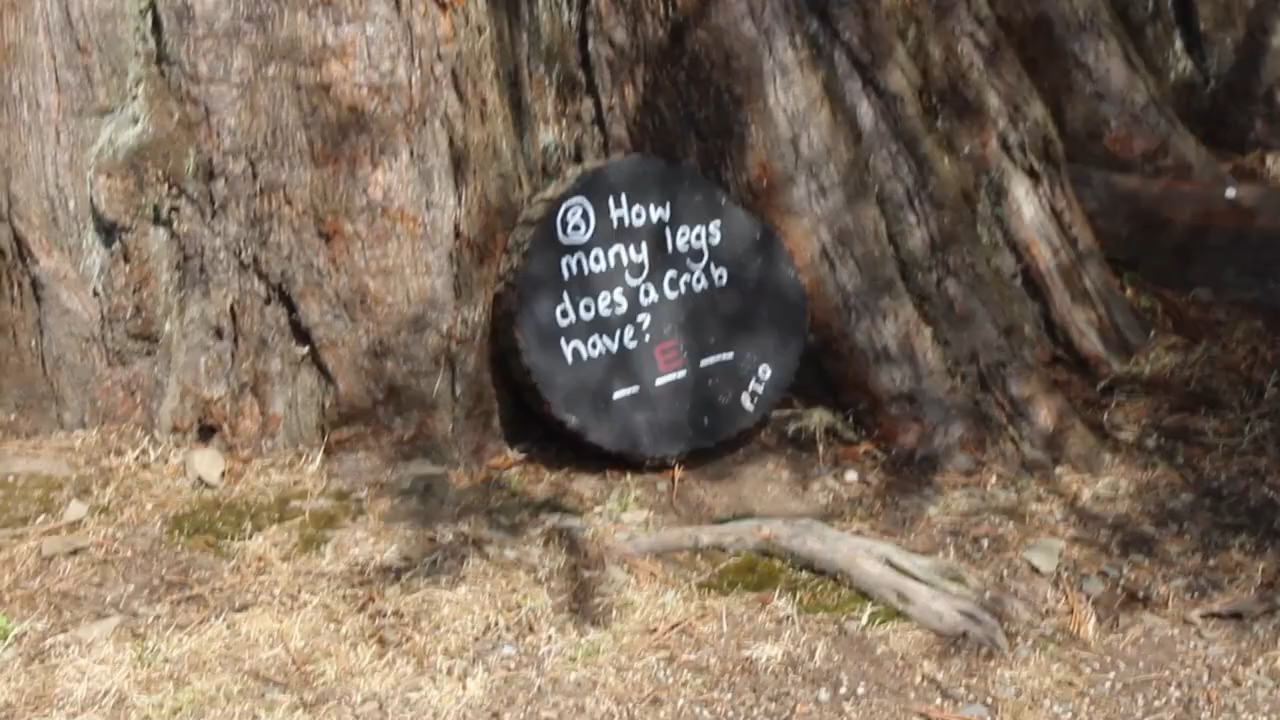 ⑧ How
many legs
does a crab
have?
_ E _
P.T.O